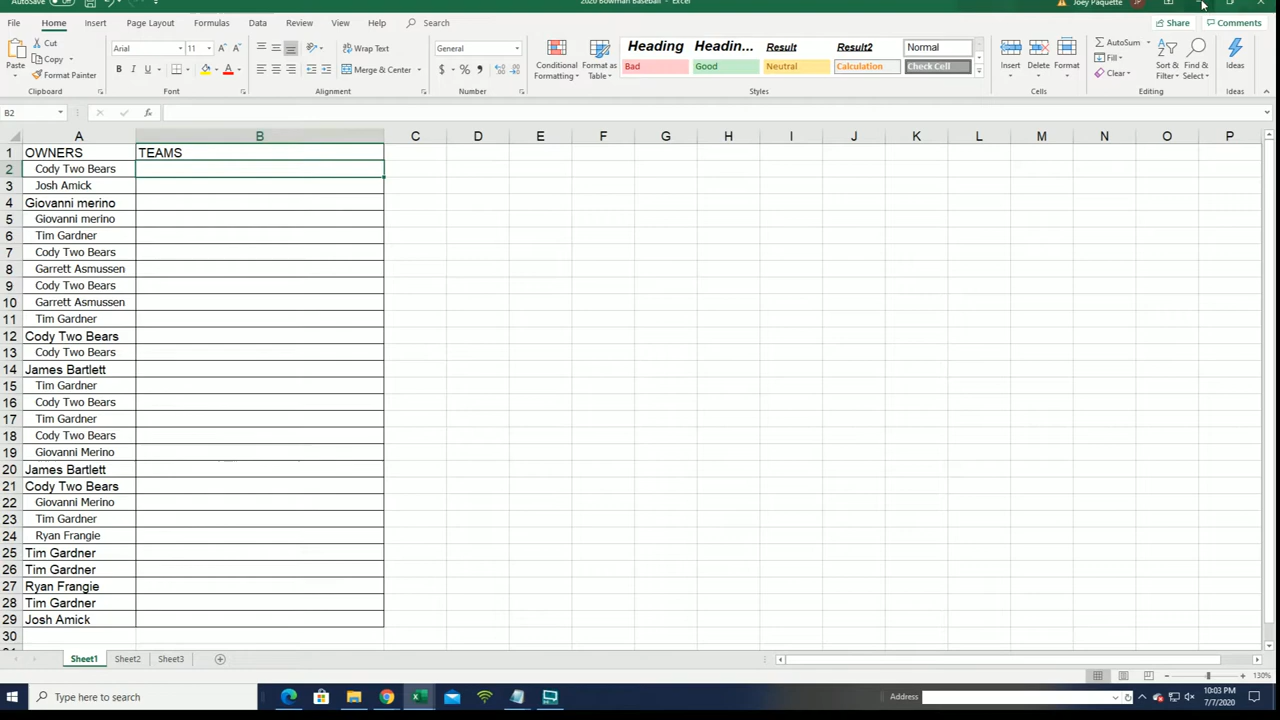 AutoSave
2020 Bowman Baseball - Excel
Joey Paquette
JP
File Home Insert Page Layout Formulas Data Review View Help Search
Share Comments
Paste
Cut
Copy
Format Painter
Clipboard
Arial 11
B I U
Font
Wrap Text
Merge & Center
Alignment
General
$ % ,
Number
Conditional Formatting
Format as Table
Heading Headin... Result Result2 Normal
Bad Good Neutral Calculation Check Cell
Styles
Insert Delete Format
Cells
AutoSum
Fill
Clear
Sort & Filter
Find & Select
Editing
Ideas
Ideas
B2
fx
A B C D E F G H I J K L M N O P
1 OWNERS TEAMS
2 Cody Two Bears
3 Josh Amick
4 Giovanni merino
5 Giovanni merino
6 Tim Gardner
7 Cody Two Bears
8 Garrett Asmussen
9 Cody Two Bears
10 Garrett Asmussen
11 Tim Gardner
12 Cody Two Bears
13 Cody Two Bears
14 James Bartlett
15 Tim Gardner
16 Cody Two Bears
17 Tim Gardner
18 Cody Two Bears
19 Giovanni Merino
20 James Bartlett
21 Cody Two Bears
22 Giovanni Merino
23 Tim Gardner
24 Ryan Frangie
25 Tim Gardner
26 Tim Gardner
27 Ryan Frangie
28 Tim Gardner
29 Josh Amick
30
Sheet1 Sheet2 Sheet3
130%
Type here to search
Address
10:03 PM
7/7/2020